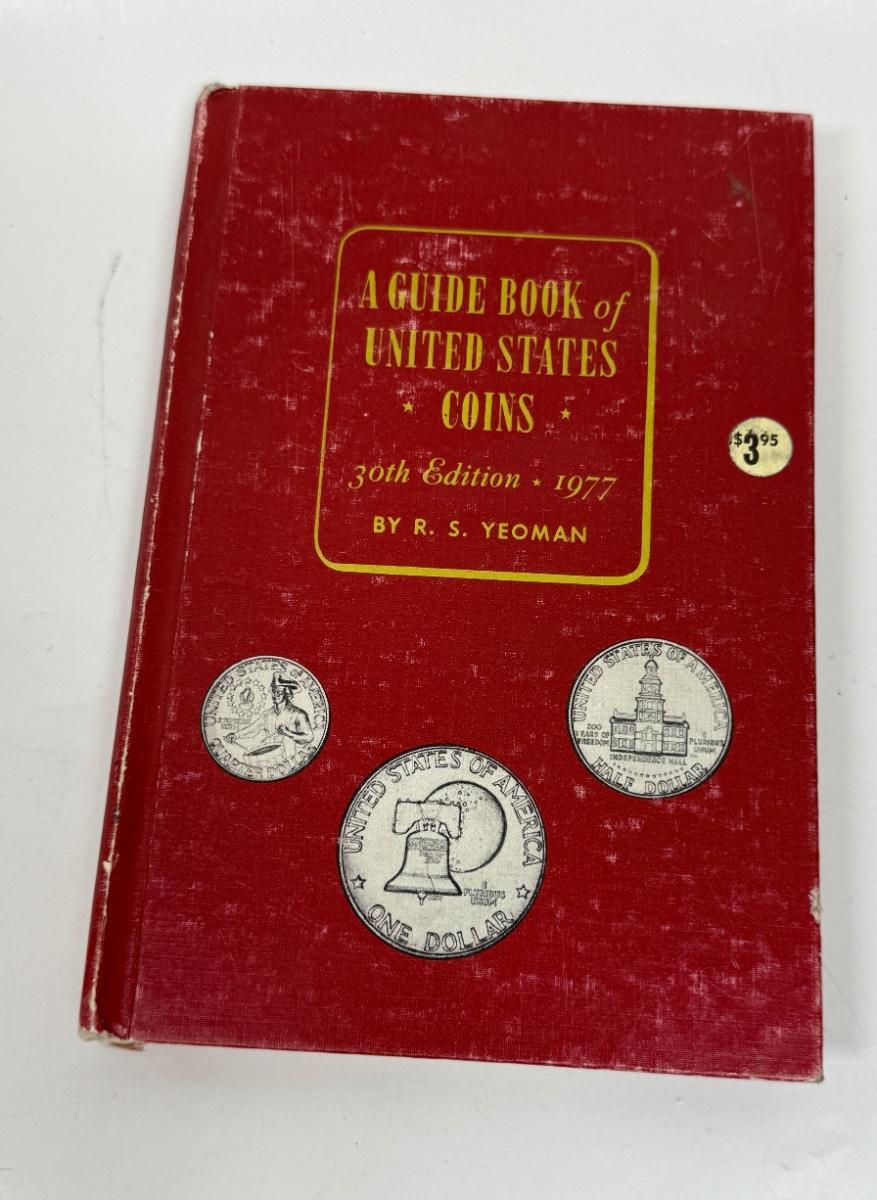 A GUIDE BOOK of
UNITED STATES
★ COINS ★
30th Edition ★ 1977
BY R. S. YEOMAN
$3.95
UNITED STATES OF AMERICA
QUARTER DOLLAR
UNITED STATES OF AMERICA
200
YEARS OF
FREEDOM
E
PLURIBUS
UNUM
INDEPENDENCE HALL
HALF DOLLAR
UNITED STATES OF AMERICA
E
PLURIBUS
UNUM
ONE DOLLAR